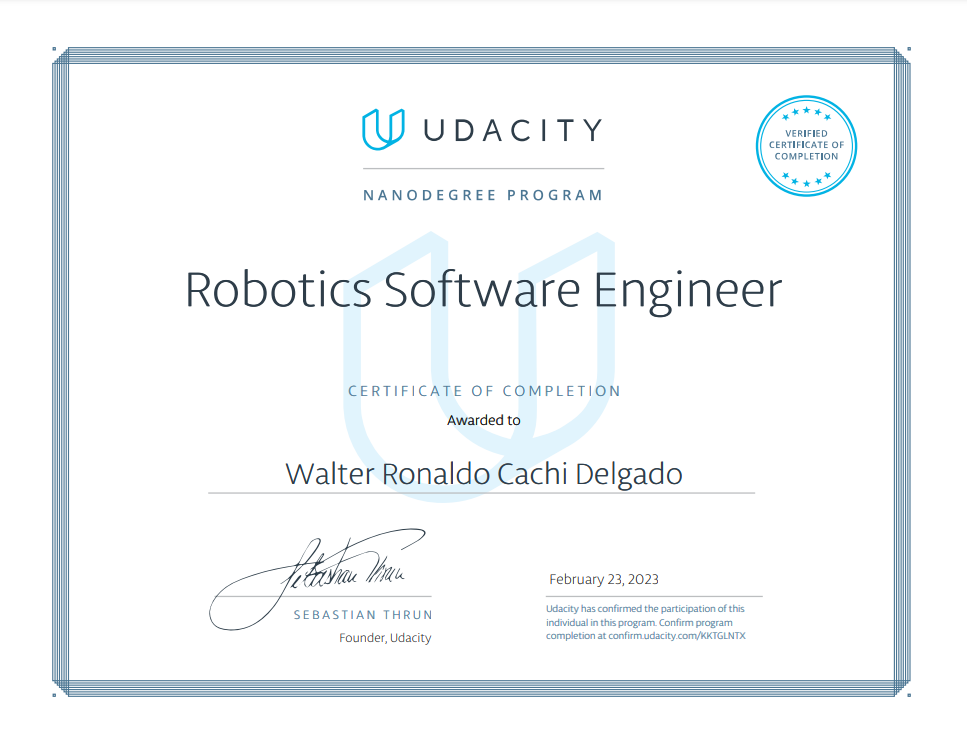 UDACITY
VERIFIED
CERTIFICATE OF
COMPLETION
NANODEGREE PROGRAM
Robotics Software Engineer
CERTIFICATE OF COMPLETION
Awarded to
Walter Ronaldo Cachi Delgado
Sebastian Thrun
SEBASTIAN THRUN
Founder, Udacity
February 23, 2023
Udacity has confirmed the participation of this
individual in this program. Confirm program
completion at confirm.udacity.com/KKTGLNTX